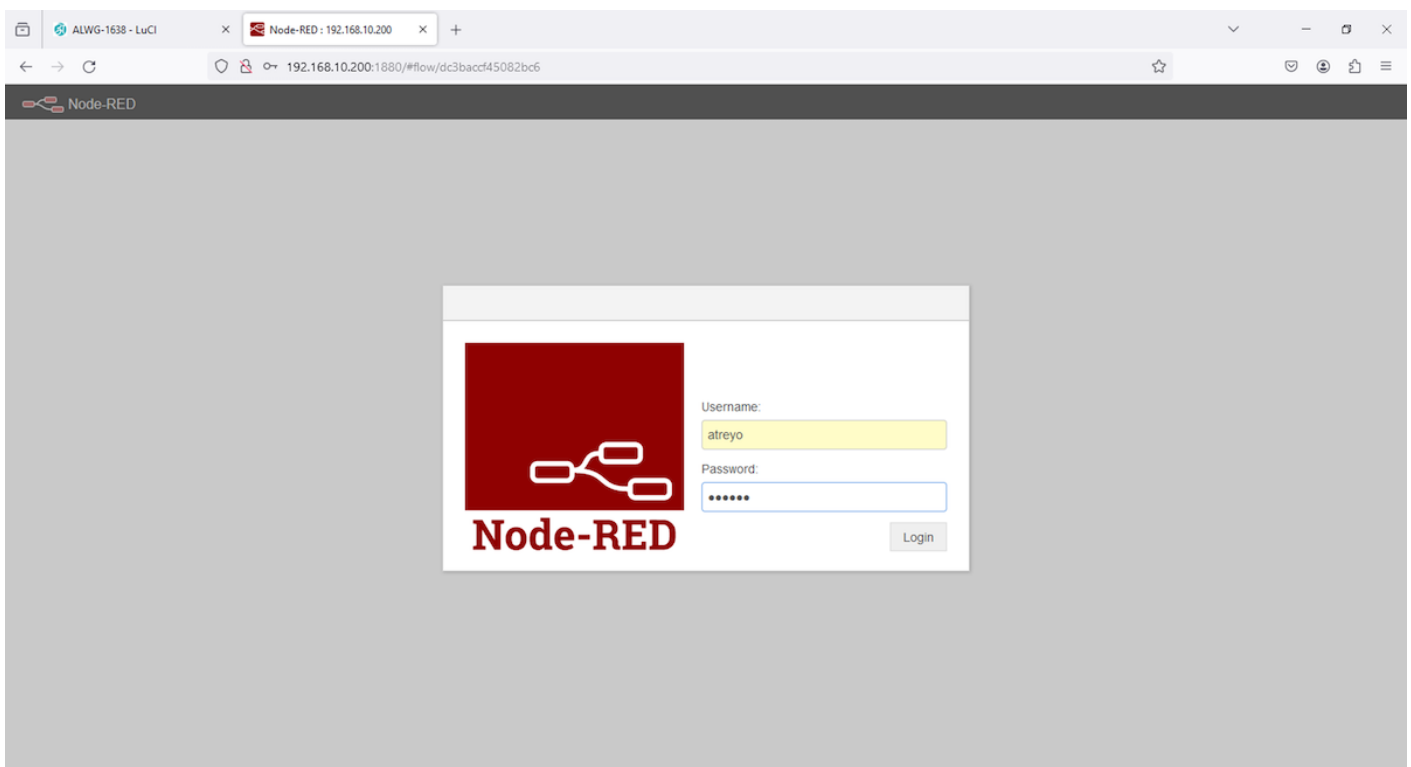 ALWG-1638 - LuCI
Node-RED : 192.168.10.200
192.168.10.200:1880/#flow/dc3baccf45082bc6
Node-RED
Username:
atreyo
Password:
••••••
Node-RED
Login